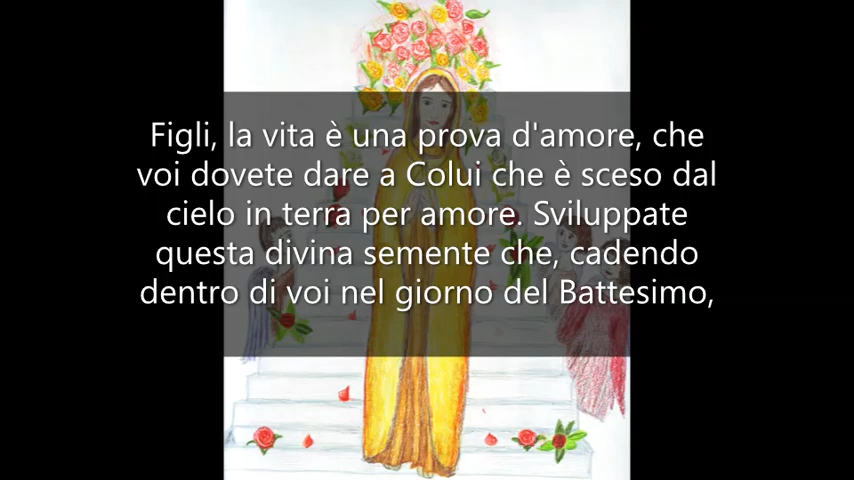 Figli, la vita è una prova d'amore, che
voi dovete dare a Colui che è sceso dal
cielo in terra per amore. Sviluppate
questa divina semente che, cadendo
dentro di voi nel giorno del Battesimo,